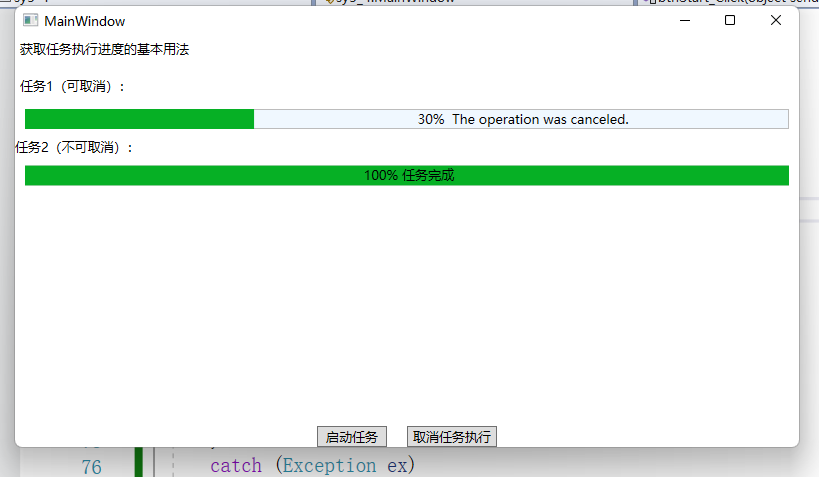 MainWindow
获取任务执行进度的基本用法
任务1（可取消）：
30%  The operation was canceled.
任务2（不可取消）：
100% 任务完成
启动任务
取消任务执行
76
catch (Exception ex)